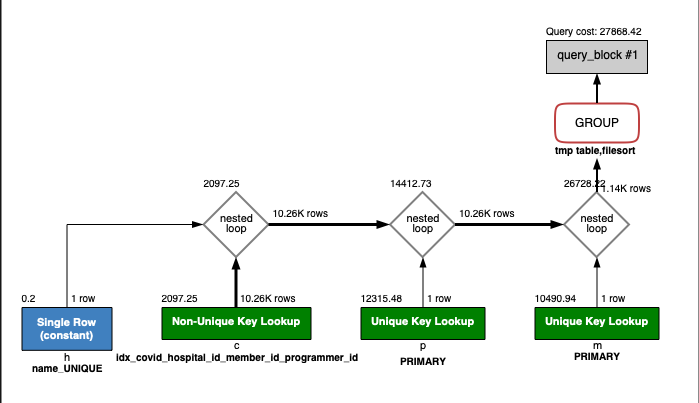 Query cost: 27868.42
query_block #1
GROUP
tmp table,filesort
2097.25
14412.73
26728.22
1.14K rows
nested
loop
10.26K rows
nested
loop
10.26K rows
nested
loop
0.2
1 row
2097.25
10.26K rows
12315.48
1 row
10490.94
1 row
Single Row
(constant)
Non-Unique Key Lookup
Unique Key Lookup
Unique Key Lookup
h
c
p
m
name_UNIQUE
idx_covid_hospital_id_member_id_programmer_id
PRIMARY
PRIMARY